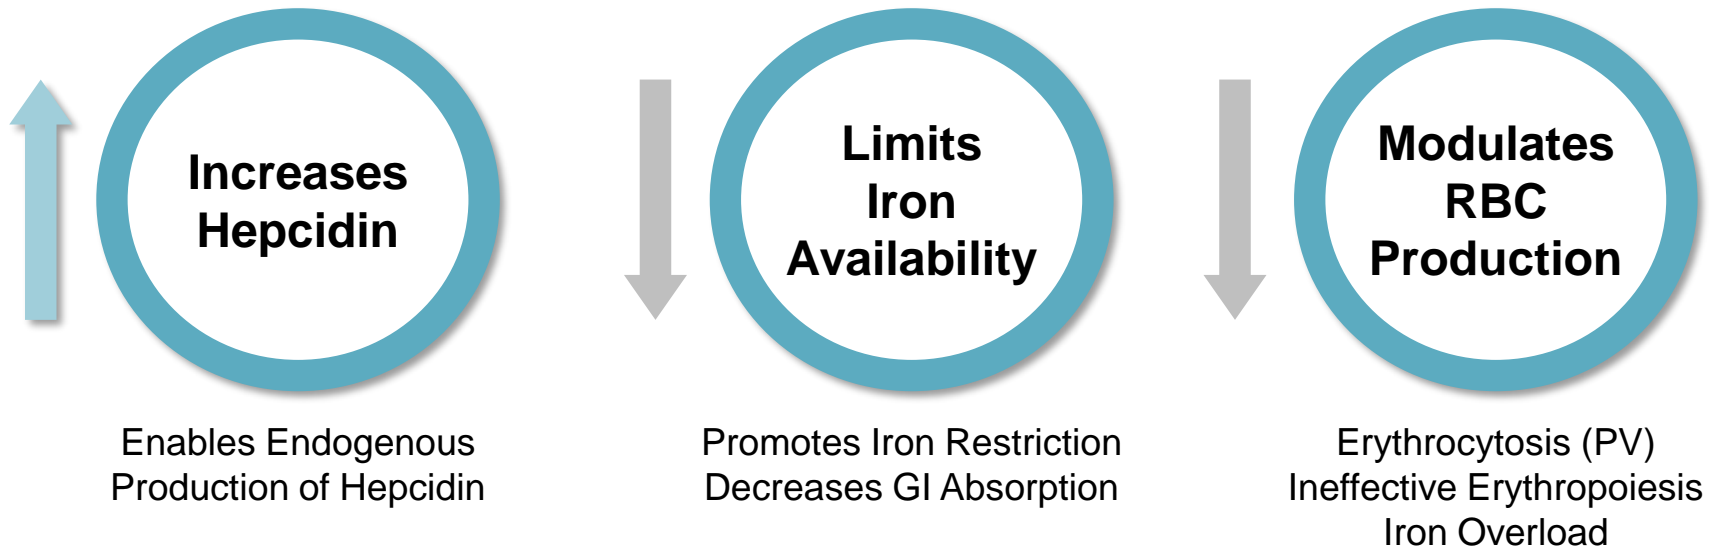 Increases
Hepcidin
Enables Endogenous
Production of Hepcidin
Limits
Iron
Availability
Promotes Iron Restriction
Decreases GI Absorption
Modulates
RBC
Production
Erythrocytosis (PV)
Ineffective Erythropoiesis
Iron Overload